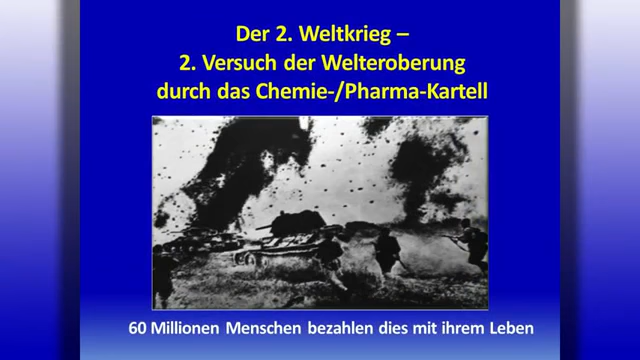 Der 2. Weltkrieg –
2. Versuch der Welteroberung
durch das Chemie-/Pharma-Kartell
60 Millionen Menschen bezahlen dies mit ihrem Leben